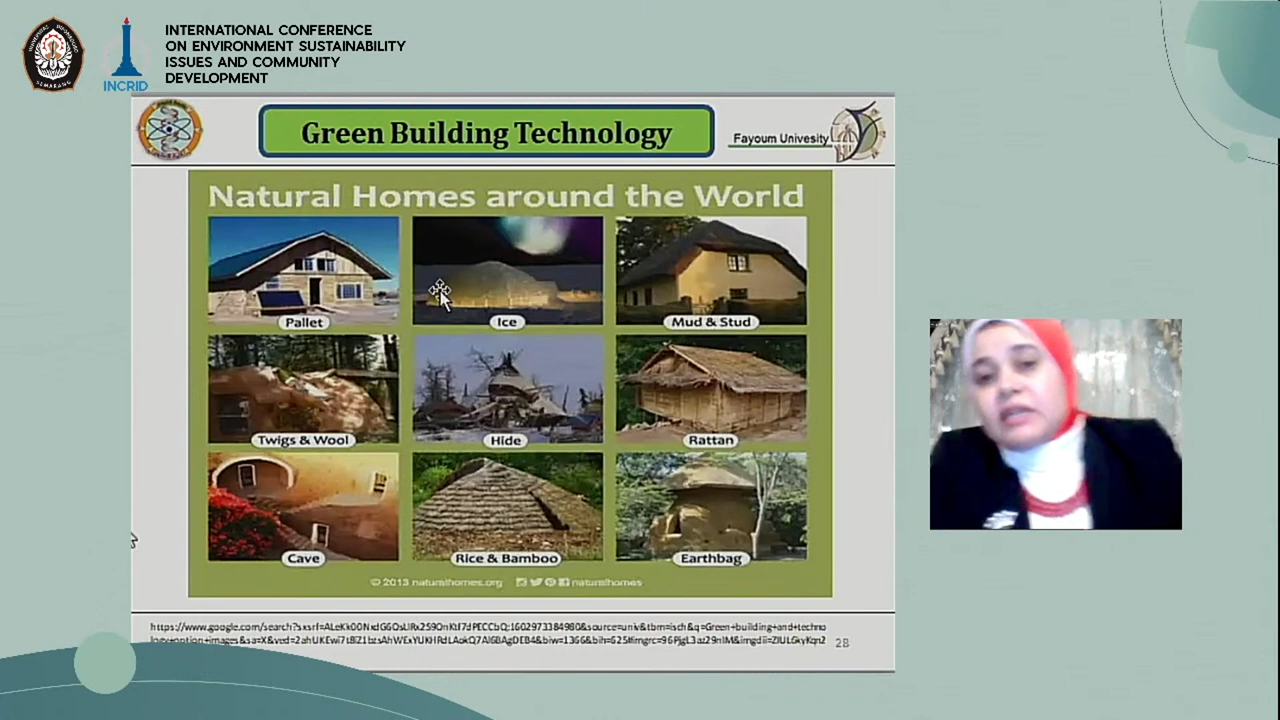 INTERNATIONAL CONFERENCE
ON ENVIRONMENT SUSTAINABILITY
ISSUES AND COMMUNITY
DEVELOPMENT
INCRID
Green Building Technology
Fayoum Univesity
Natural Homes around the World
Pallet
Ice
Mud & Stud
Twigs & Wool
Hide
Rattan
Cave
Rice & Bamboo
Earthbag
© 2013 naturalhomes.org
naturalhomes
28